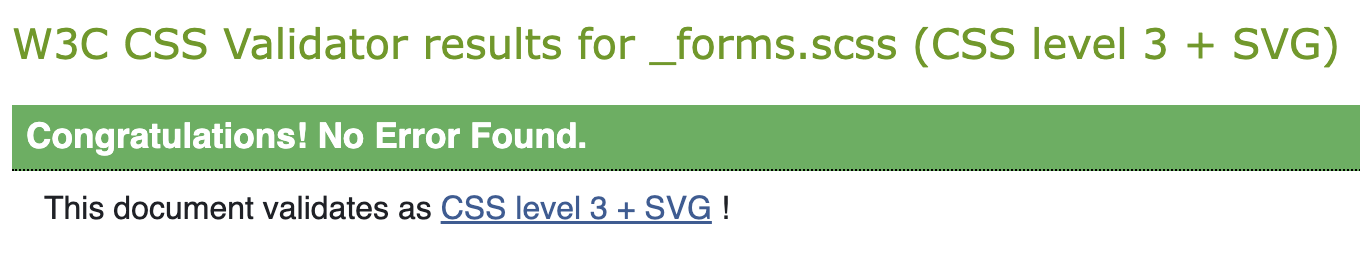 W3C CSS Validator results for _forms.scss (CSS level 3 + SVG)
Congratulations! No Error Found.
This document validates as CSS level 3 + SVG !